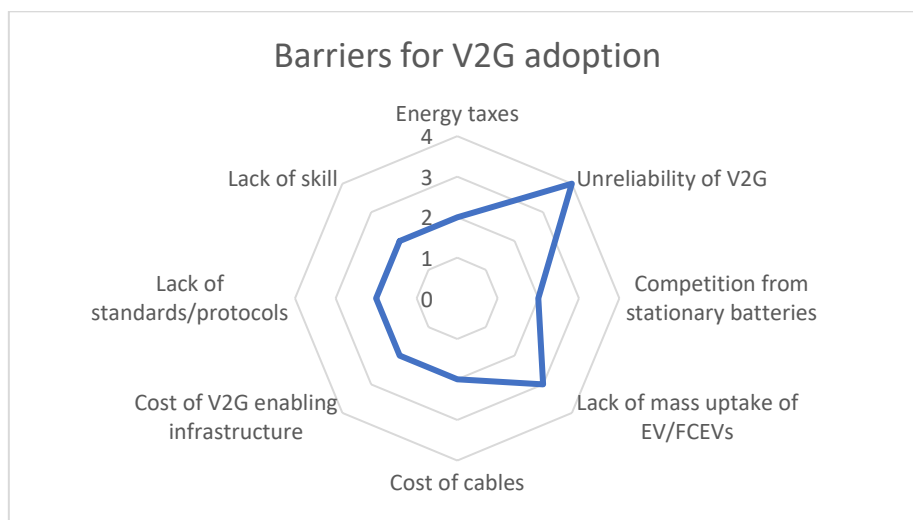 Barriers for V2G adoption
Energy taxes
4
3
2
1
0
Unreliability of V2G
Competition from
stationary batteries
Lack of mass uptake of
EV/FCEVs
Cost of cables
Cost of V2G enabling
infrastructure
Lack of
standards/protocols
Lack of skill